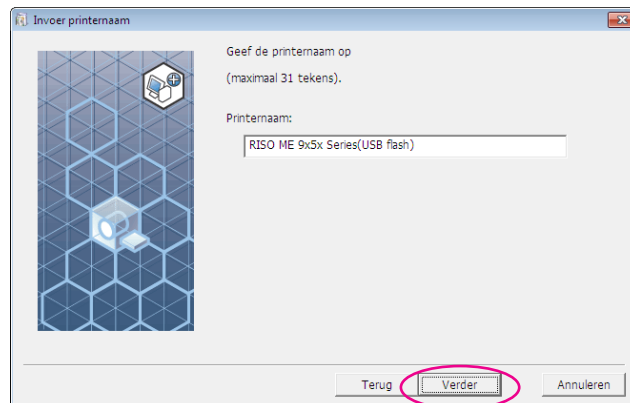 Invoer printernaam
Geef de printernaam op
(maximaal 31 tekens).
Printernaam:
RISO ME 9x5x Series(USB flash)
Terug
Verder
Annuleren